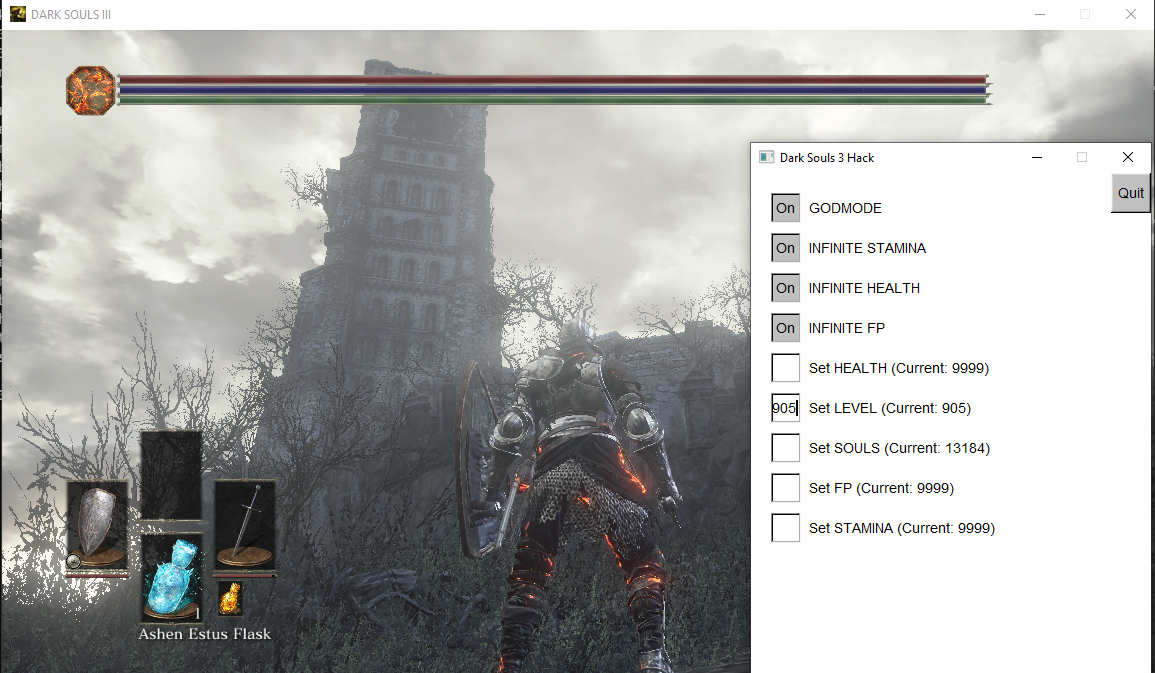 DARK SOULS III
Dark Souls 3 Hack
Quit
On GODMODE
On INFINITE STAMINA
On INFINITE HEALTH
On INFINITE FP
Set HEALTH (Current: 9999)
905 Set LEVEL (Current: 905)
Set SOULS (Current: 13184)
Set FP (Current: 9999)
Set STAMINA (Current: 9999)
1
Ashen Estus Flask